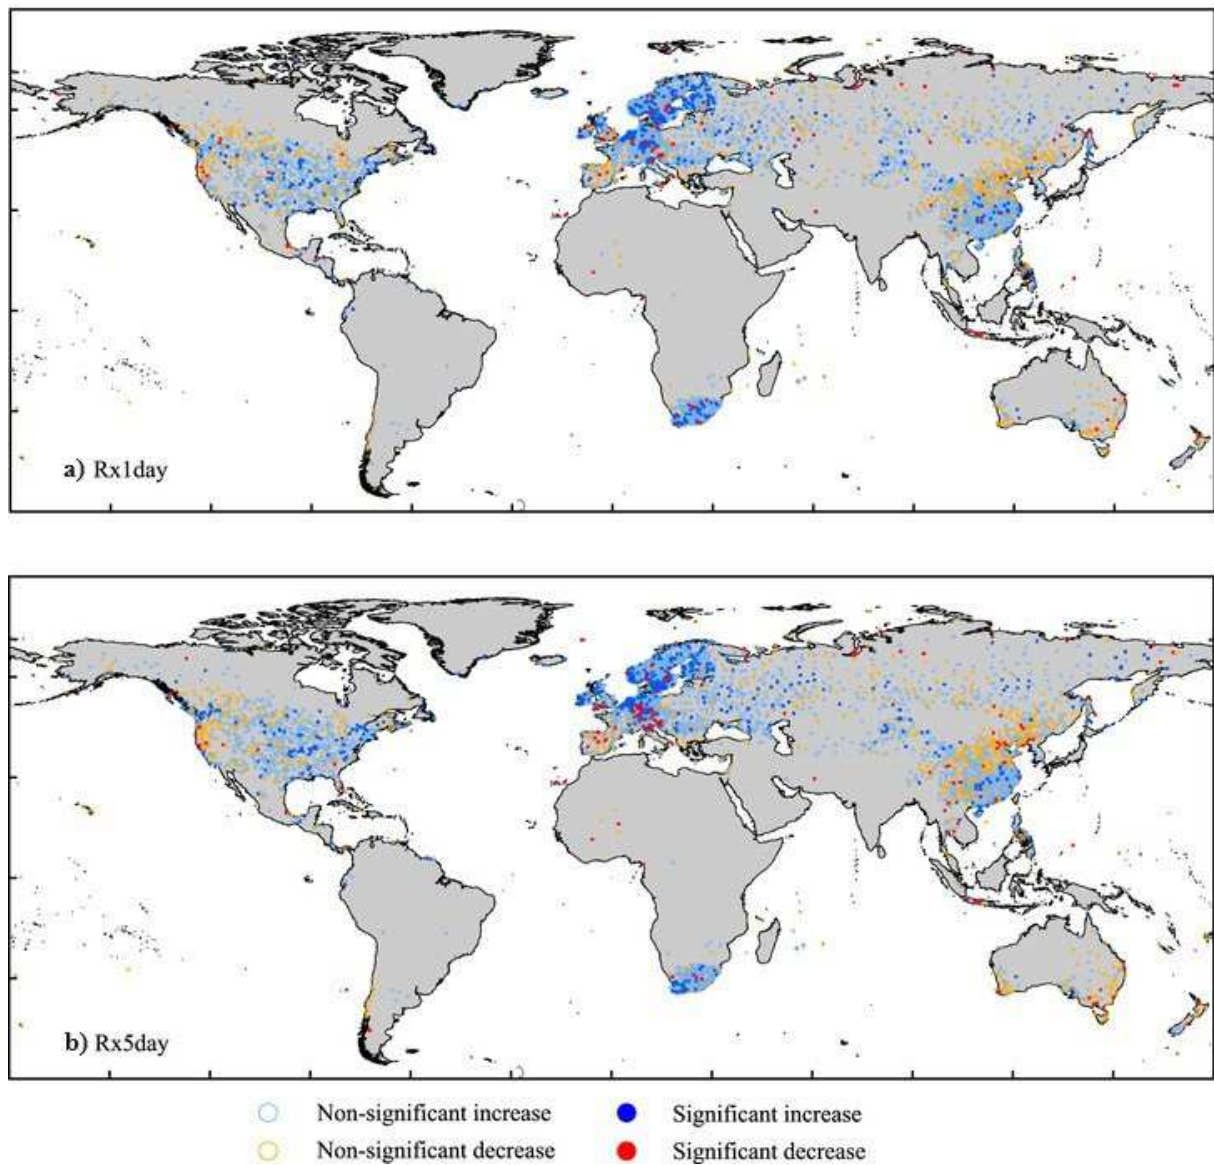 a) Rx1day
b) Rx5day
Non-significant increase
Significant increase
Non-significant decrease
Significant decrease